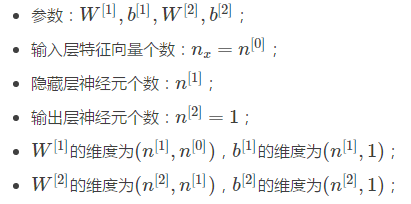 • 参数：W^{[1]}, b^{[1]}, W^{[2]}, b^{[2]}；
• 输入层特征向量个数：n_x = n^{[0]}；
• 隐藏层神经元个数：n^{[1]}；
• 输出层神经元个数：n^{[2]} = 1；
• W^{[1]}的维度为(n^{[1]}, n^{[0]})，b^{[1]}的维度为(n^{[1]}, 1)；
• W^{[2]}的维度为(n^{[2]}, n^{[1]})，b^{[2]}的维度为(n^{[2]}, 1)；